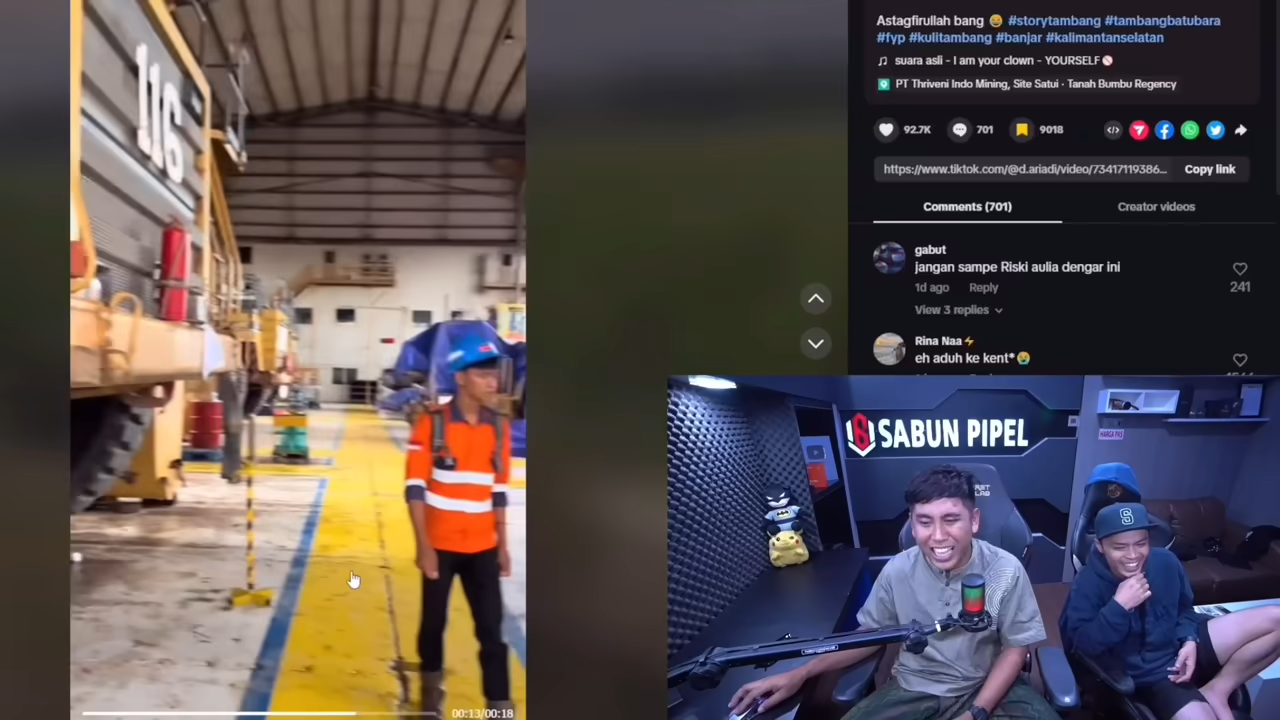 116
00:13/00:18
Astagfirullah bang 😂 #storytambang #tambangbatubara
#fyp #kulitambang #banjar #kalimantanselatan
♫ suara asli - I am your clown - YOURSELF🚫
PT Thriveni Indo Mining, Site Satui · Tanah Bumbu Regency
92.7K 701 9018
https://www.tiktok.com/@d.ariadi/video/73417119386... Copy link
Comments (701) Creator videos
gabut
jangan sampe Riski aulia dengar ini
1d ago Reply 241
View 3 replies
Rina Naa⚡
eh aduh ke kent*😭
SABUN PIPEL
HARGA PAS
S